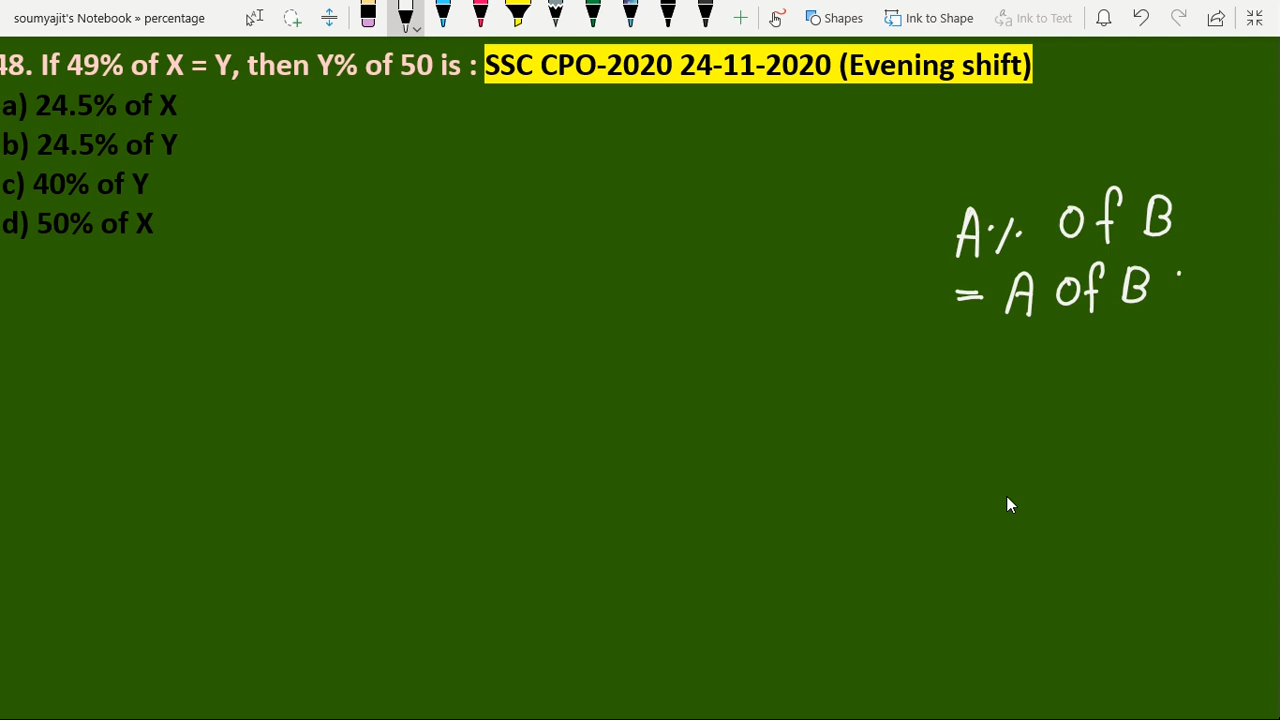 soumyajit's Notebook » percentage
Shapes
Ink to Shape
Ink to Text
48. If 49% of X = Y, then Y% of 50 is : SSC CPO-2020 24-11-2020 (Evening shift)
a) 24.5% of X
b) 24.5% of Y
c) 40% of Y
d) 50% of X
A% of B
= A of B